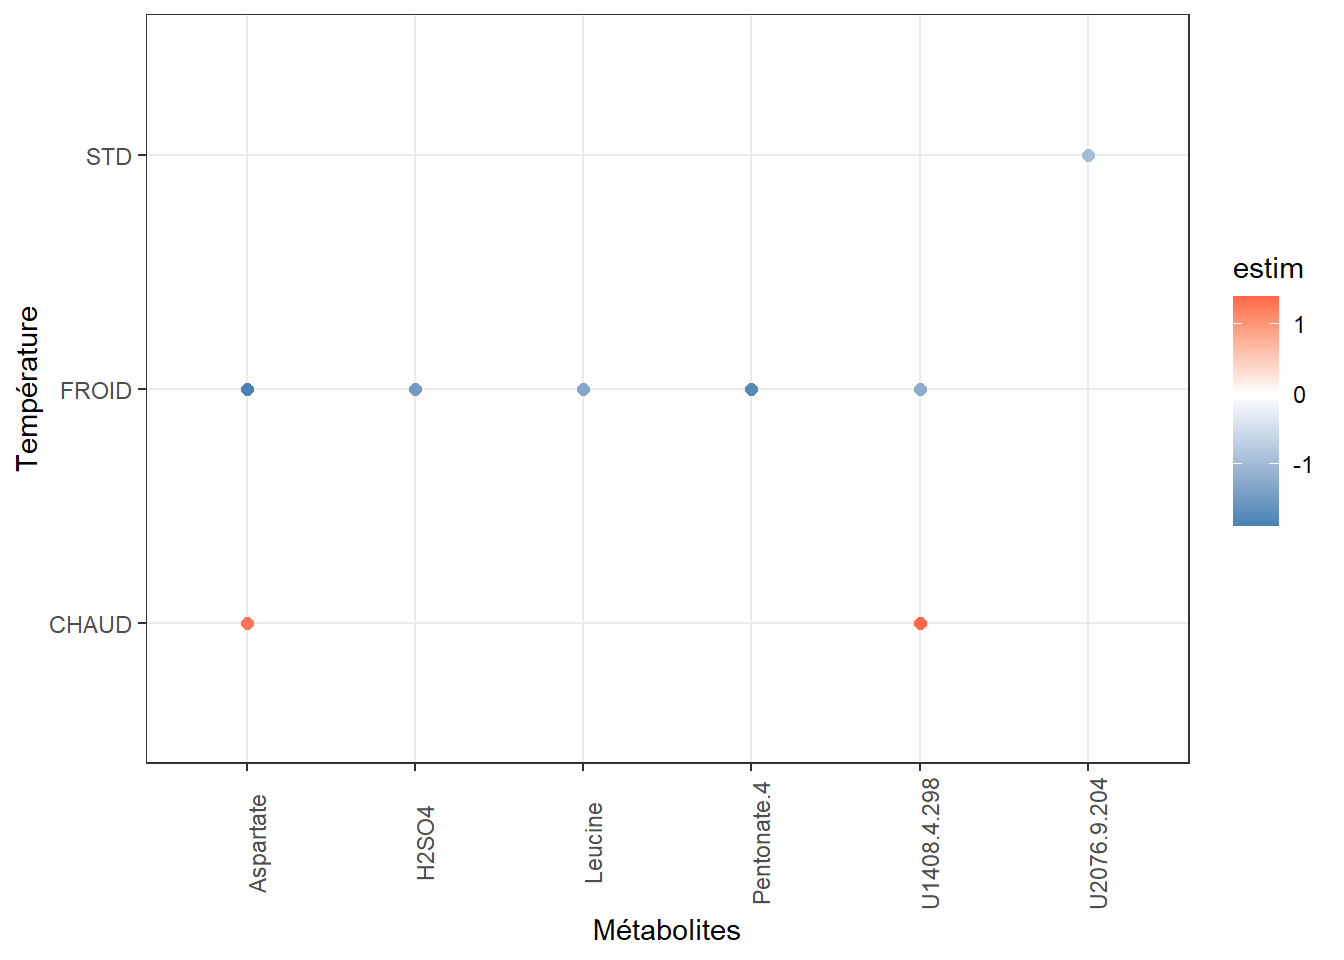 STD
FROID
CHAUD
Température
Aspartate
H2SO4
Leucine
Pentonate.4
U1408.4.298
U2076.9.204
Métabolites
estim
1
0
-1